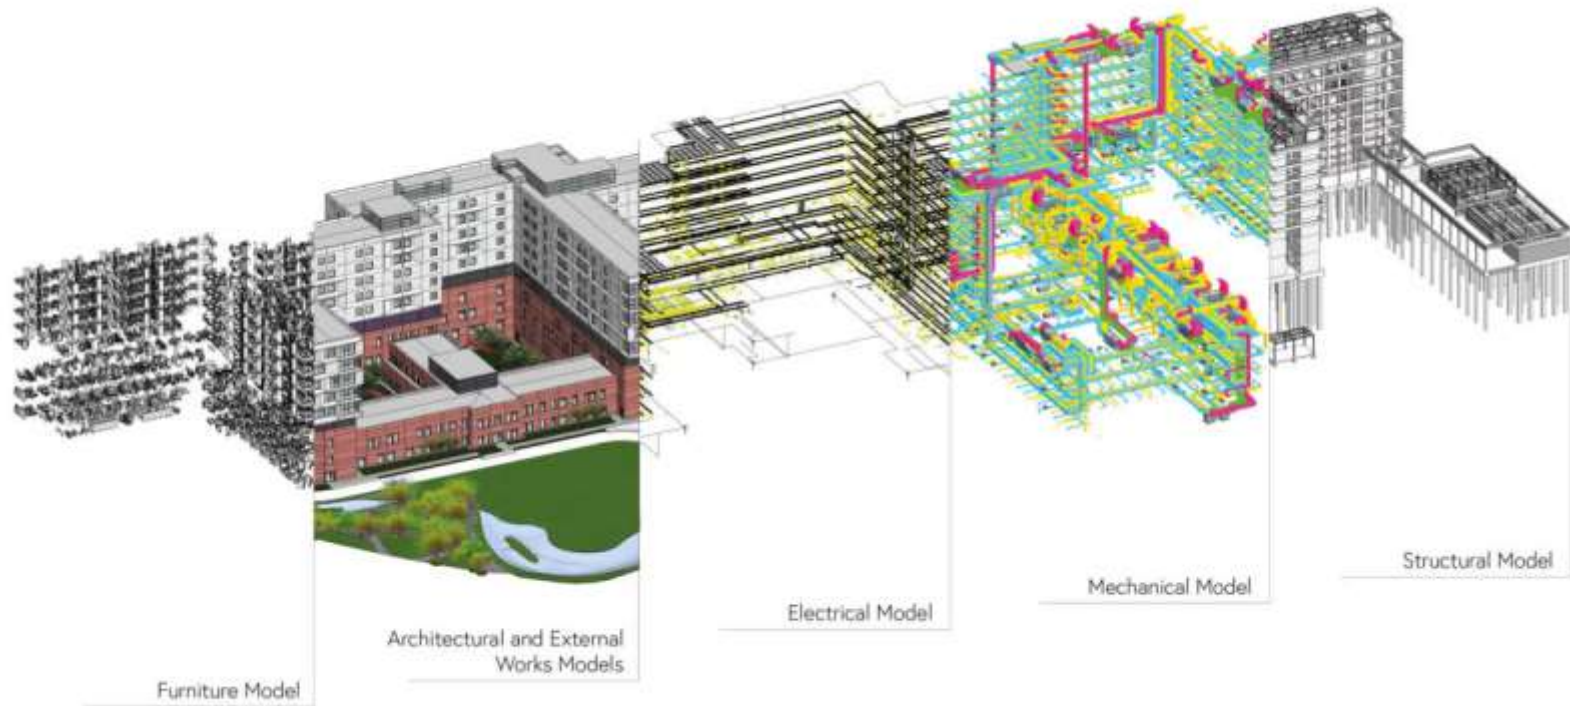 Furniture Model
Architectural and External
Works Models
Electrical Model
Mechanical Model
Structural Model